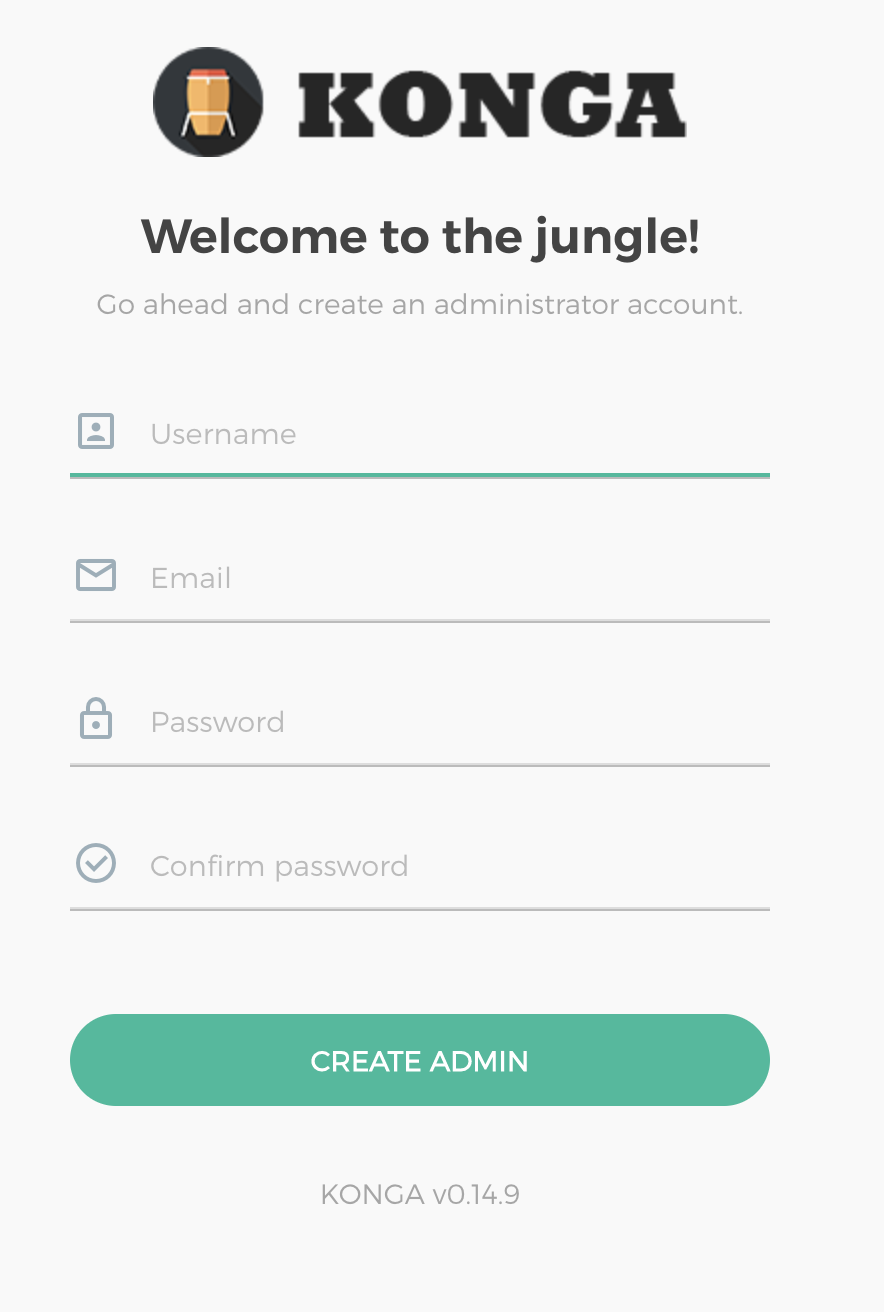 KONGA
Welcome to the jungle!
Go ahead and create an administrator account.
Username
Email
Password
Confirm password
CREATE ADMIN
KONGA v0.14.9